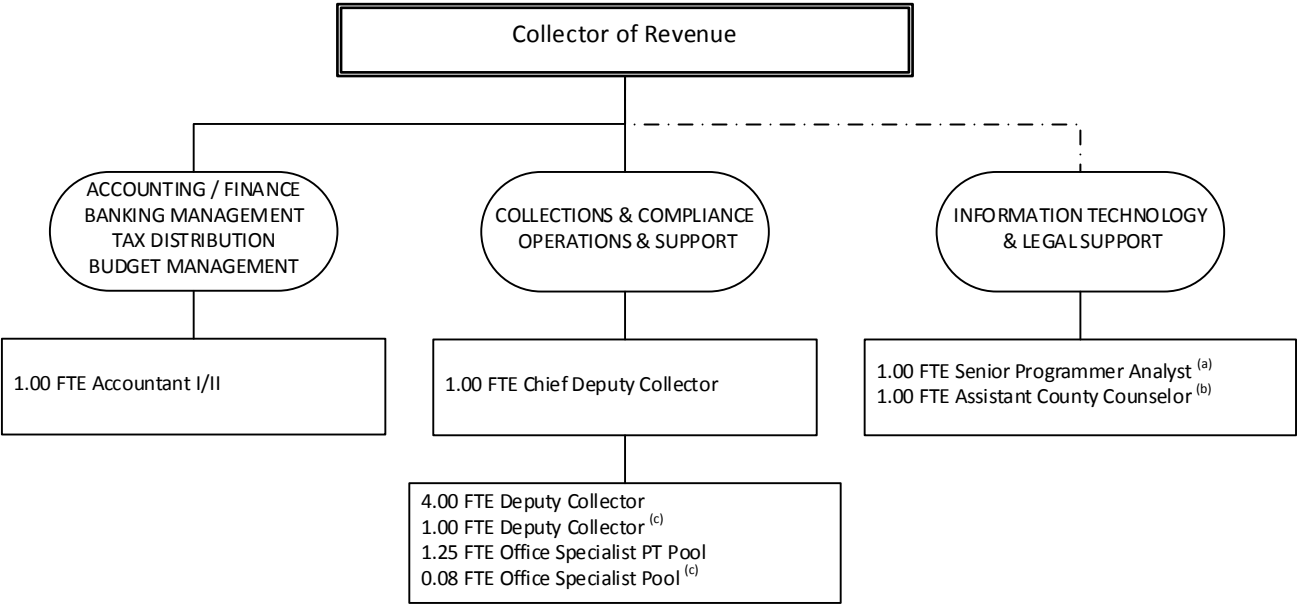 Collector of Revenue
ACCOUNTING / FINANCE
BANKING MANAGEMENT
TAX DISTRIBUTION
BUDGET MANAGEMENT
COLLECTIONS & COMPLIANCE
OPERATIONS & SUPPORT
INFORMATION TECHNOLOGY
& LEGAL SUPPORT
1.00 FTE Accountant I/II
1.00 FTE Chief Deputy Collector
1.00 FTE Senior Programmer Analyst (a)
1.00 FTE Assistant County Counselor (b)
4.00 FTE Deputy Collector
1.00 FTE Deputy Collector (c)
1.25 FTE Office Specialist PT Pool
0.08 FTE Office Specialist Pool (c)